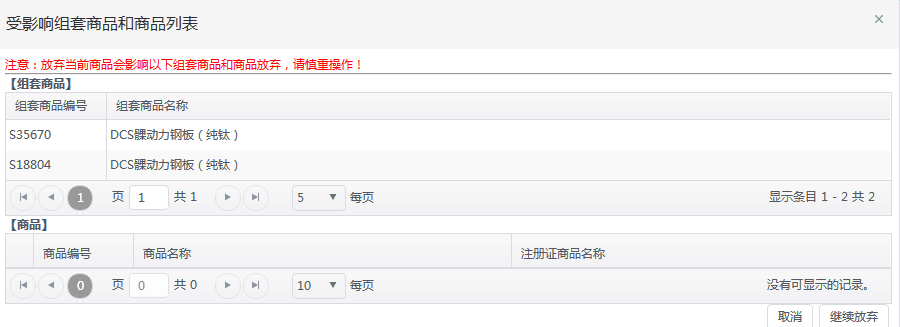 受影响组套商品和商品列表
×
注意：放弃当前商品会影响以下组套商品和商品放弃，请慎重操作！
【组套商品】
组套商品编号 组套商品名称
S35670 DCS髁动力钢板（纯钛）
S18804 DCS髁动力钢板（纯钛）
1 页 1 共 1 5 每页 显示条目 1 - 2 共 2
【商品】
商品编号 商品名称 注册证商品名称
0 页 0 共 0 10 每页 没有可显示的记录。
取消 继续放弃